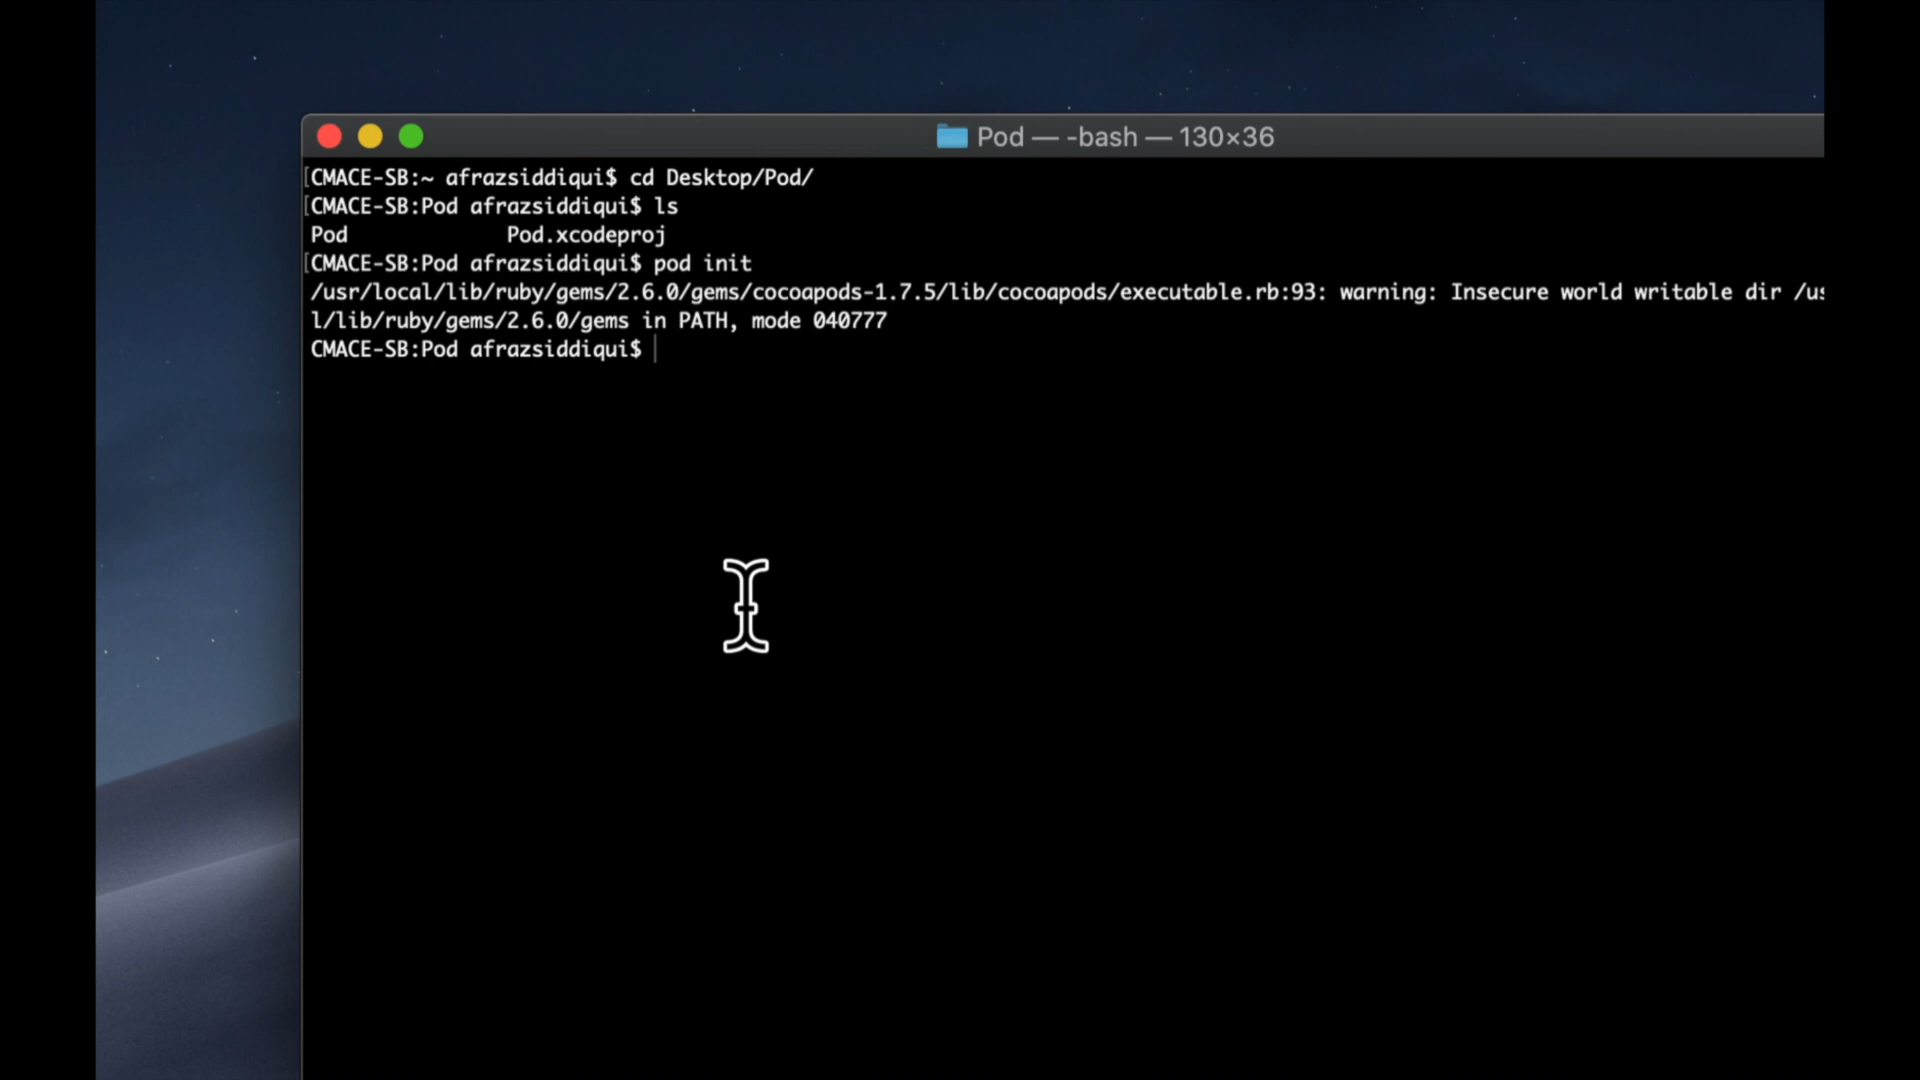 Pod — -bash — 130×36
[CMACE-SB:~ afrazsiddiqui$ cd Desktop/Pod/
[CMACE-SB:Pod afrazsiddiqui$ ls
Pod Pod.xcodeproj
[CMACE-SB:Pod afrazsiddiqui$ pod init
/usr/local/lib/ruby/gems/2.6.0/gems/cocoapods-1.7.5/lib/cocoapods/executable.rb:93: warning: Insecure world writable dir
l/lib/ruby/gems/2.6.0/gems in PATH, mode 040777
CMACE-SB:Pod afrazsiddiqui$